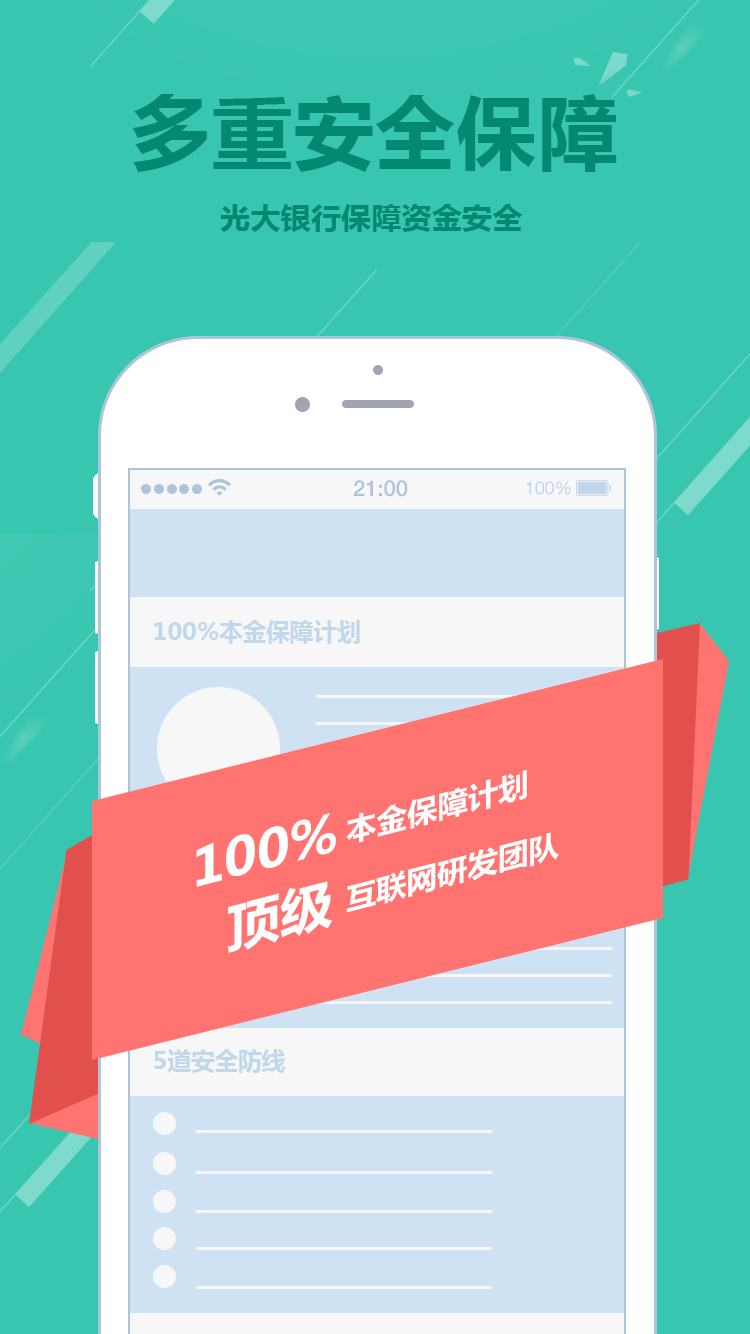 多重安全保障
光大银行保障资金安全
21:00
100%
100%本金保障计划
100% 本金保障计划
顶级 互联网研发团队
5道安全防线